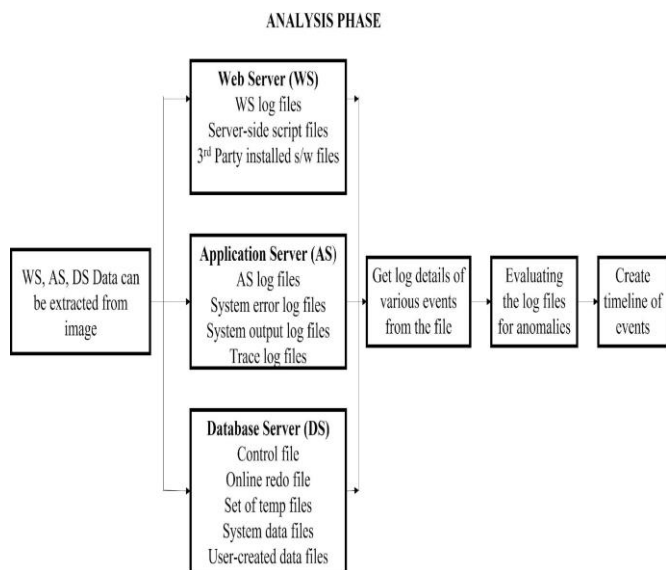 ANALYSIS PHASE
WS, AS, DS Data can
be extracted from
image
Web Server (WS)
WS log files
Server-side script files
3rd Party installed s/w files
Application Server (AS)
AS log files
System error log files
System output log files
Trace log files
Database Server (DS)
Control file
Online redo file
Set of temp files
System data files
User-created data files
Get log details of
various events
from the file
Evaluating
the log files
for anomalies
Create
timeline of
events